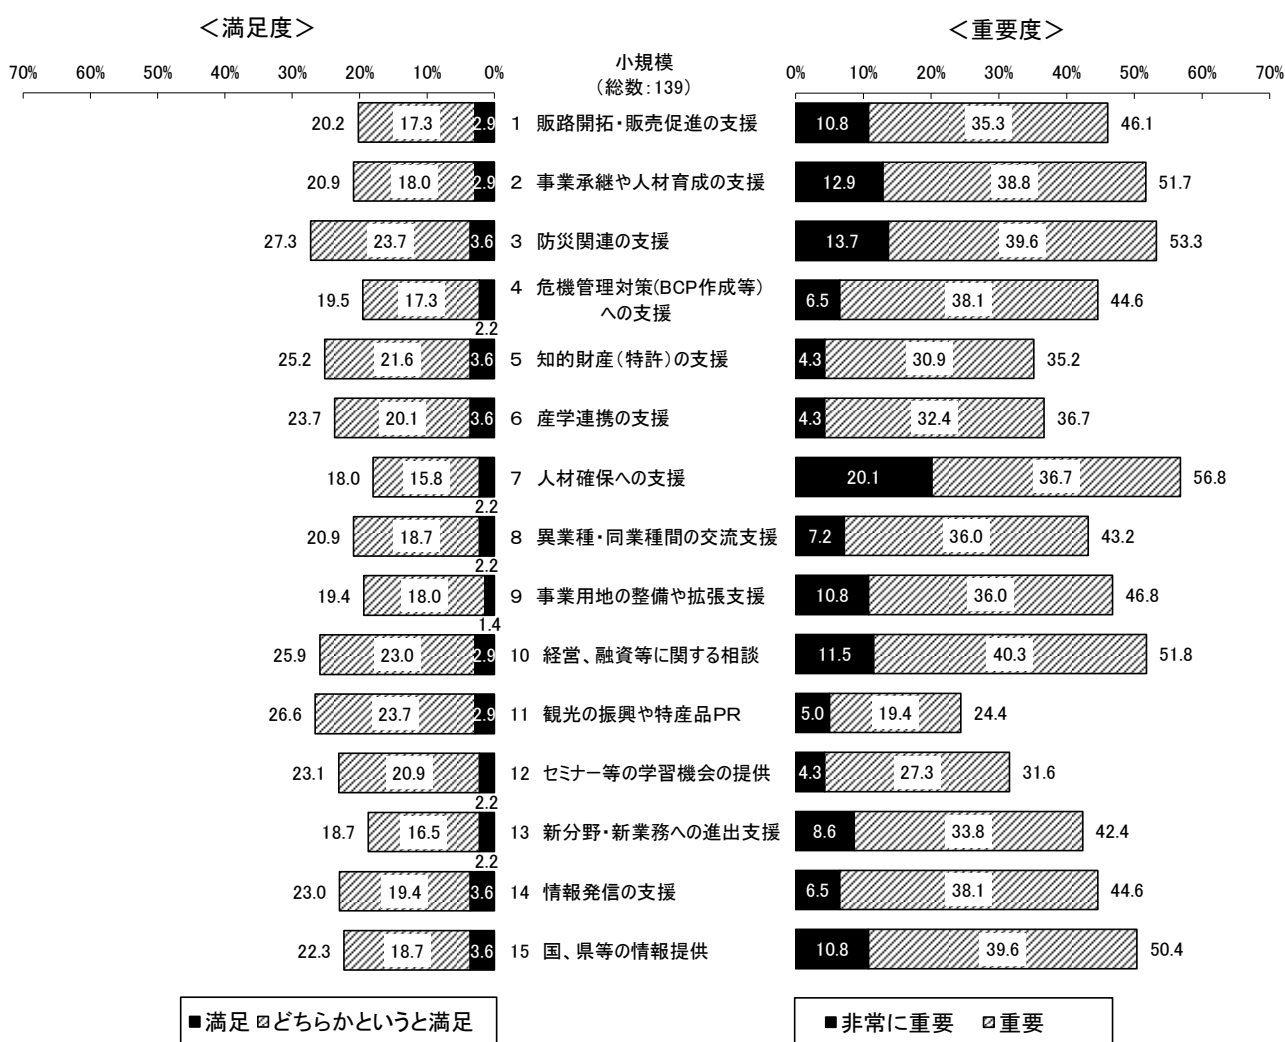 ＜満足度＞
＜重要度＞
小規模
(総数：139)
70% 60% 50% 40% 30% 20% 10% 0%
0% 10% 20% 30% 40% 50% 60% 70%
20.2 17.3 2.9 1 販路開拓・販売促進の支援 10.8 35.3 46.1
20.9 18.0 2.9 2 事業承継や人材育成の支援 12.9 38.8 51.7
27.3 23.7 3.6 3 防災関連の支援 13.7 39.6 53.3
19.5 17.3 2.2 4 危機管理対策(BCP作成等) 6.5 38.1 44.6
への支援
25.2 21.6 3.6 5 知的財産（特許）の支援 4.3 30.9 35.2
23.7 20.1 3.6 6 産学連携の支援 4.3 32.4 36.7
18.0 15.8 2.2 7 人材確保への支援 20.1 36.7 56.8
20.9 18.7 2.2 8 異業種・同業種間の交流支援 7.2 36.0 43.2
19.4 18.0 1.4 9 事業用地の整備や拡張支援 10.8 36.0 46.8
25.9 23.0 2.9 10 経営、融資等に関する相談 11.5 40.3 51.8
26.6 23.7 2.9 11 観光の振興や特産品PR 5.0 19.4 24.4
23.1 20.9 2.2 12 セミナー等の学習機会の提供 4.3 27.3 31.6
18.7 16.5 2.2 13 新分野・新業務への進出支援 8.6 33.8 42.4
23.0 19.4 3.6 14 情報発信の支援 6.5 38.1 44.6
22.3 18.7 3.6 15 国、県等の情報提供 10.8 39.6 50.4
満足 どちらかというと満足
非常に重要 重要